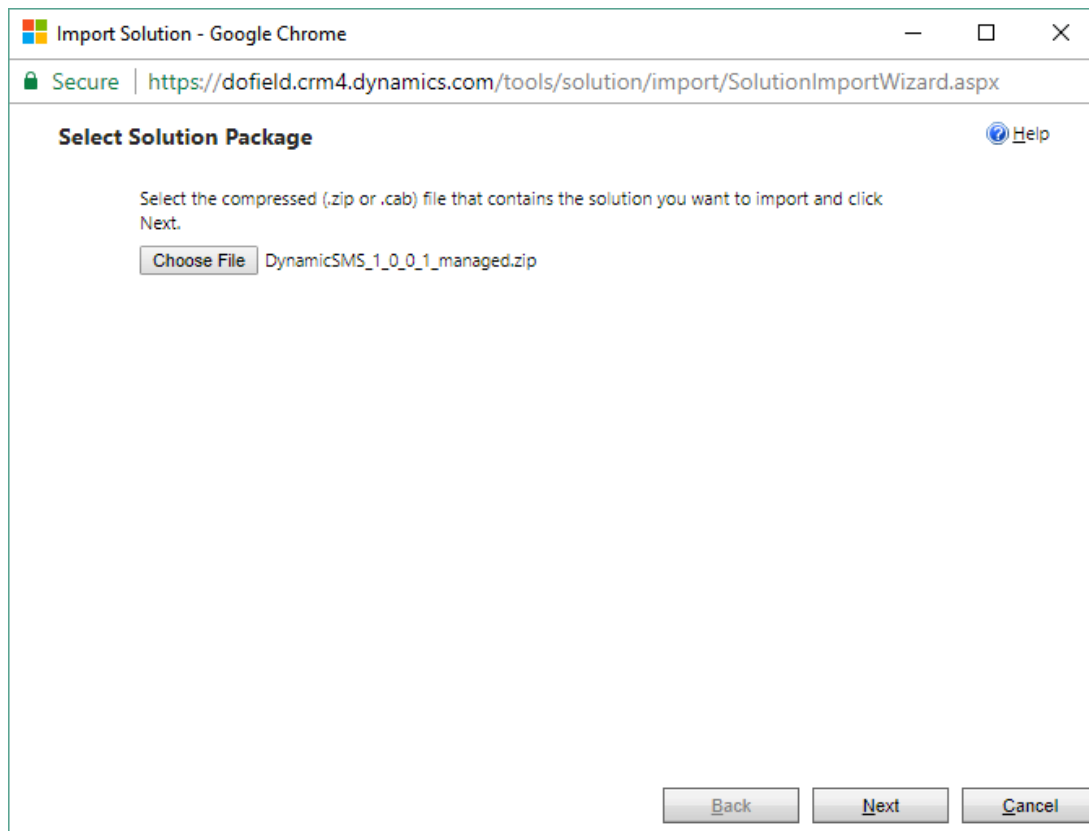 Import Solution - Google Chrome
Secure https://dofield.crm4.dynamics.com/tools/solution/import/SolutionImportWizard.aspx
Select Solution Package
Help
Select the compressed (.zip or .cab) file that contains the solution you want to import and click
Next.
Choose File DynamicSMS_1_0_0_1_managed.zip
Back Next Cancel